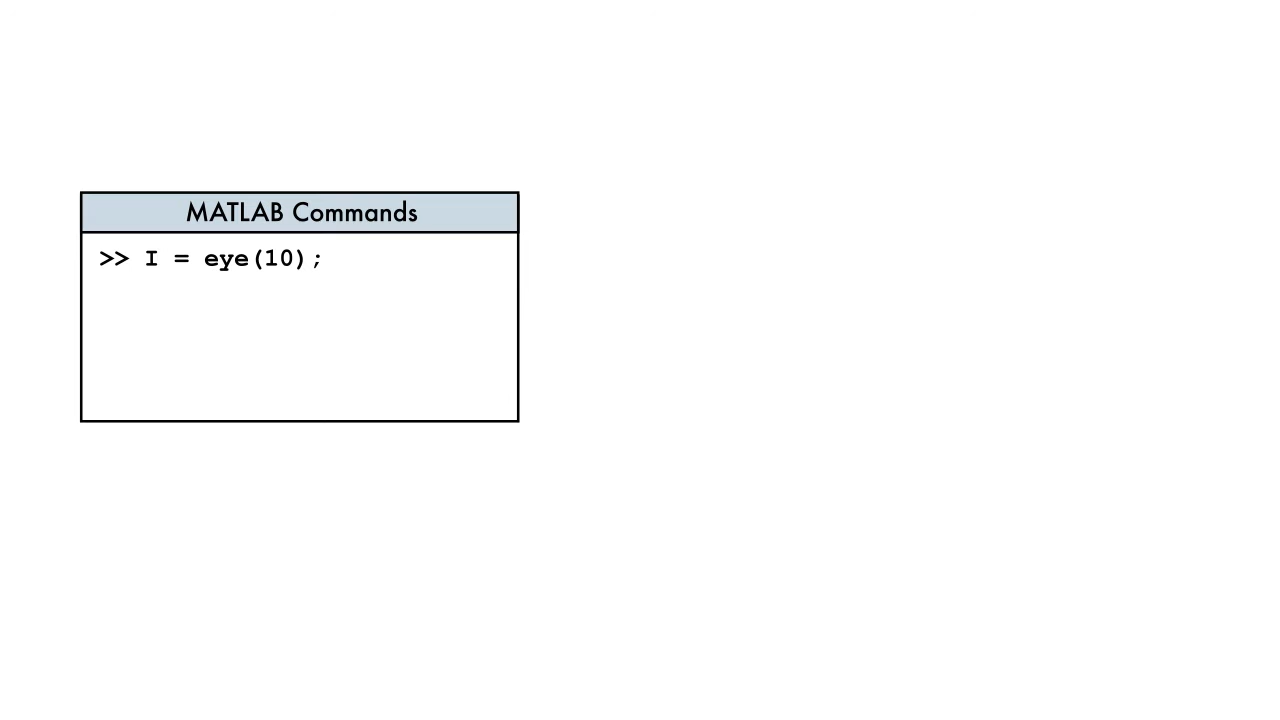 MATLAB Commands
>> I = eye(10);